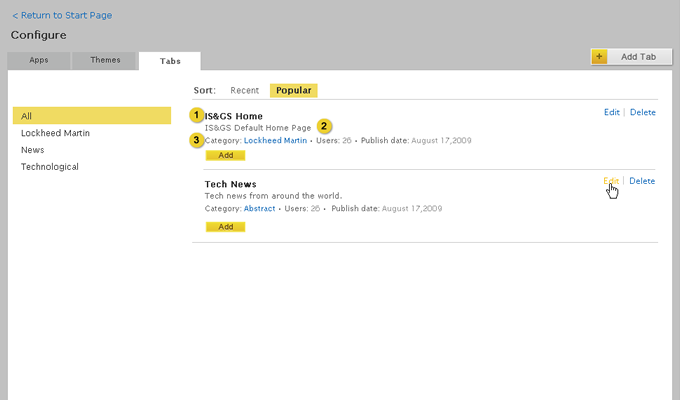 < Return to Start Page
Configure
Apps Themes Tabs
+ Add Tab
Sort: Recent Popular
All
Lockheed Martin
News
Technological
1 IS&GS Home Edit | Delete
IS&GS Default Home Page 2
3 Category: Lockheed Martin • Users: 26 • Publish date: August 17,2009
Add
Tech News Edit | Delete
Tech news from around the world.
Category: Abstract • Users: 26 • Publish date: August 17,2009
Add